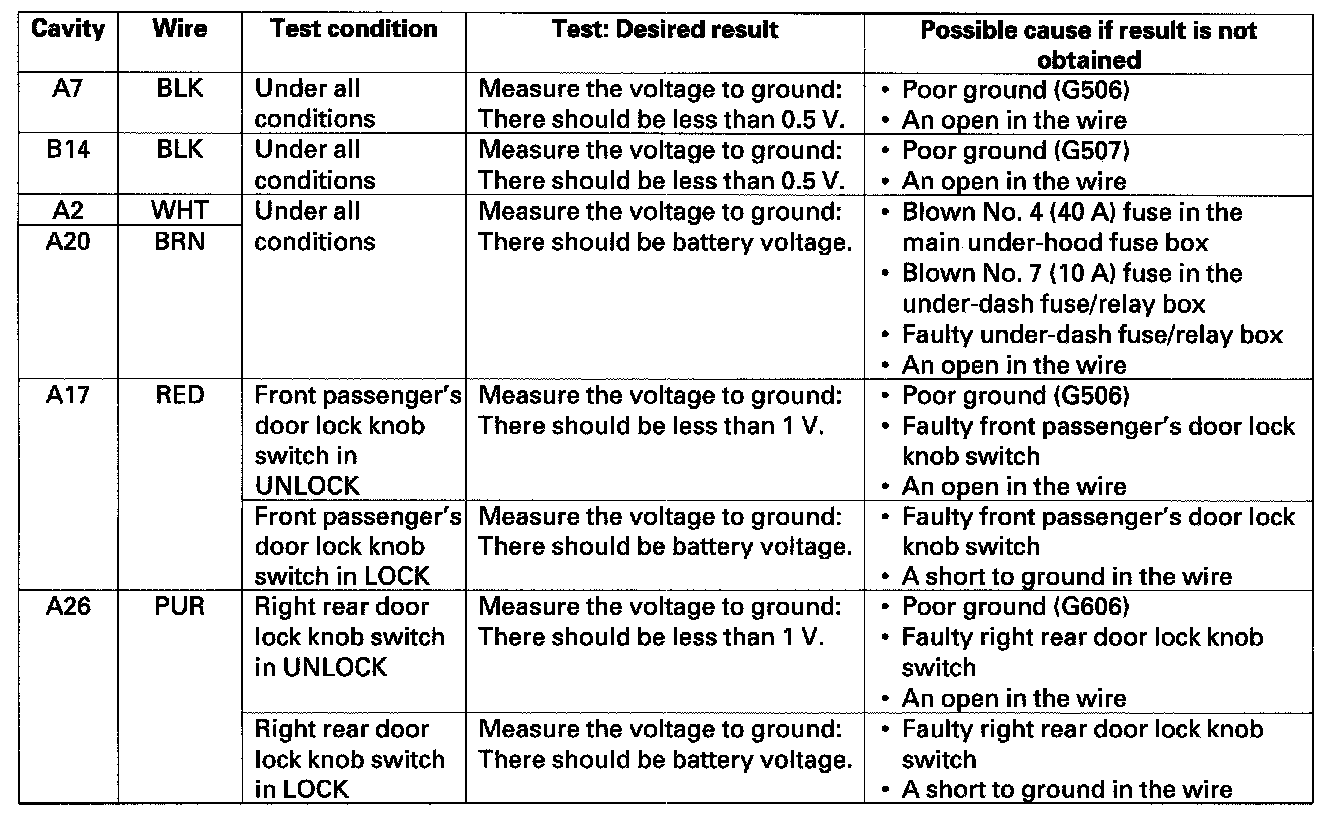 Cavity Wire Test condition Test: Desired result Possible cause if result is not
obtained
A7 BLK Under all Measure the voltage to ground: • Poor ground (G506)
conditions There should be less than 0.5 V. • An open in the wire
B14 BLK Under all Measure the voltage to ground: • Poor ground (G507)
conditions There should be less than 0.5 V. • An open in the wire
A2 WHT Under all Measure the voltage to ground: • Blown No. 4 (40 A) fuse in the
A20 BRN conditions There should be battery voltage. main under-hood fuse box
• Blown No. 7 (10 A) fuse in the
under-dash fuse/relay box
• Faulty under-dash fuse/relay box
• An open in the wire
A17 RED Front passenger's Measure the voltage to ground: • Poor ground (G506)
door lock knob There should be less than 1 V. • Faulty front passenger's door lock
switch in knob switch
UNLOCK • An open in the wire
Front passenger's Measure the voltage to ground: • Faulty front passenger's door lock
door lock knob There should be battery voltage. knob switch
switch in LOCK • A short to ground in the wire
A26 PUR Right rear door Measure the voltage to ground: • Poor ground (G606)
lock knob switch There should be less than 1 V. • Faulty right rear door lock knob
in UNLOCK switch
• An open in the wire
Right rear door Measure the voltage to ground: • Faulty right rear door lock knob
lock knob switch There should be battery voltage. switch
in LOCK • A short to ground in the wire